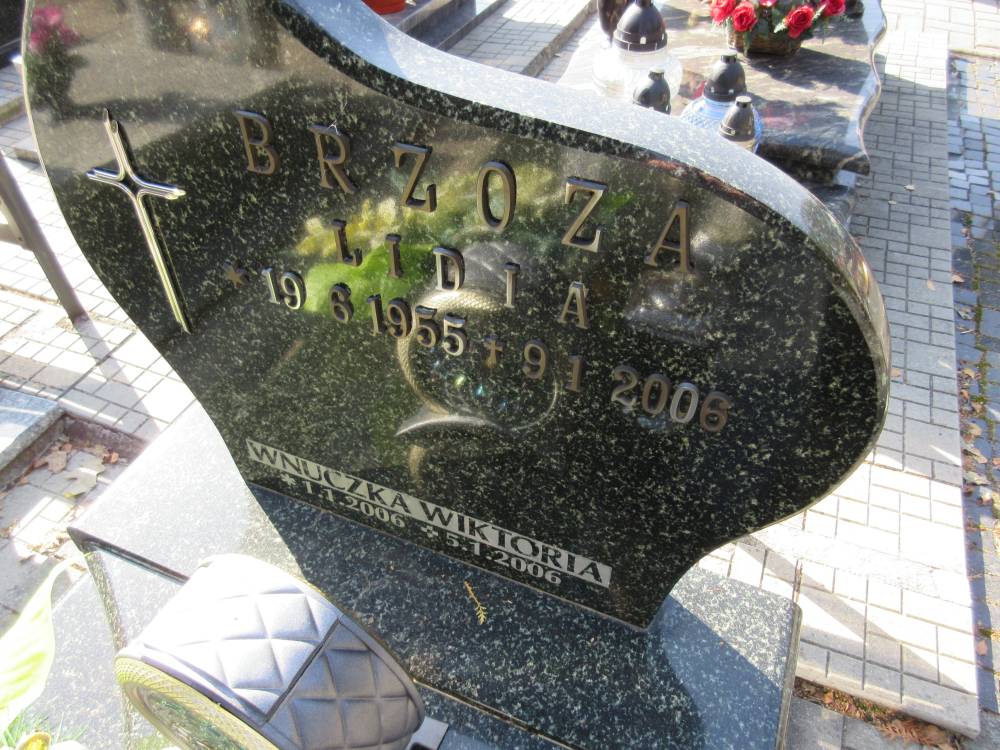 BRZOZA
LIDIA
* 19 6 1955 + 9 1 2006
WNUCZKA WIKTORIA
* 1.1.2006 + 5.1.2006